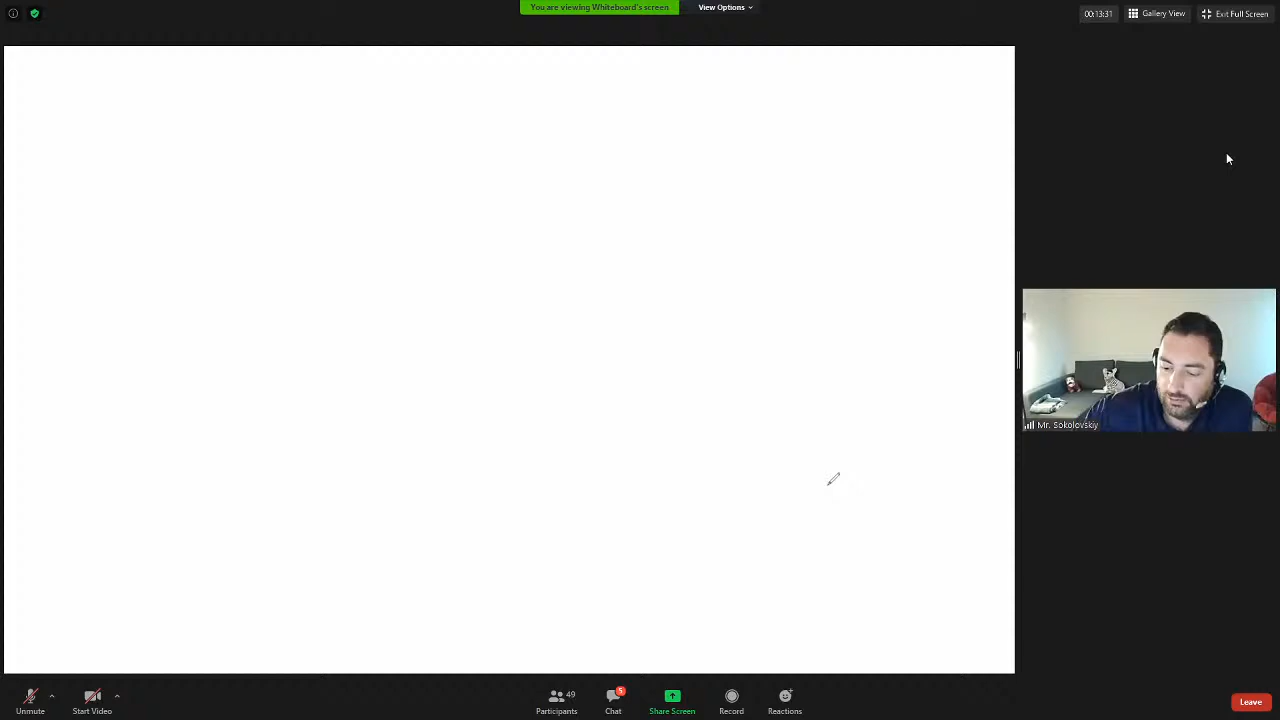 You are viewing Whiteboard's screen
View Options
00:13:31
Gallery View
Exit Full Screen
Mr. Sokolovskiy
Unmute
Start Video
49
Participants
5
Chat
Share Screen
Record
Reactions
Leave